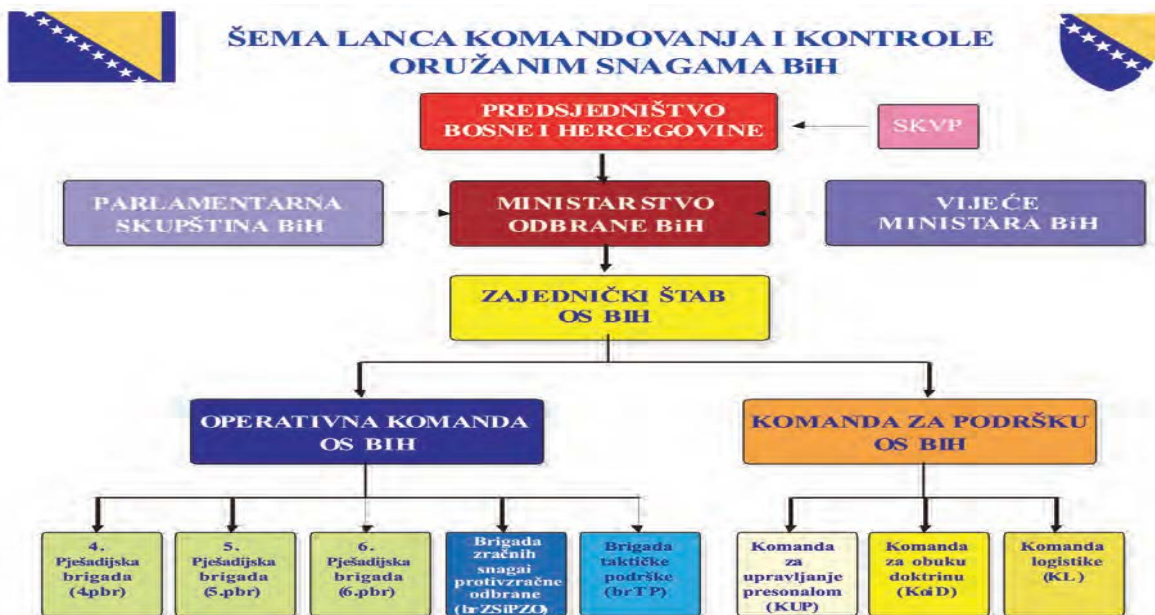 ŠEMA LANCA KOMANDOVANJA I KONTROLE
ORUŽANIM SNAGAMA BiH
PREDSJEDNIŠTVO
BOSNE I HERCEGOVINE
SKVP
PARLAMENTARNA
SKUPŠTINA BiH
MINISTARSTVO
ODBRANE BiH
VIJEĆE
MINISTARA BiH
ZAJEDNIČKI ŠTAB
OS BIH
OPERATIVNA KOMANDA
OS BIH
KOMANDA ZA PODRŠKU
OS BIH
4.
Pješadijska
brigada
(4.pbr)
5.
Pješadijska
brigada
(5.pbr)
6.
Pješadijska
brigada
(6.pbr)
Brigada
zračnih
snagai
protivzračne
odbrane
(brZSiPZO)
Brigada
taktičke
podrške
(brTP)
Komanda
za
upravljanje
presonalom
(KUP)
Komanda
za obuku
doktrinu
(KoiD)
Komanda
logistike
(KL)